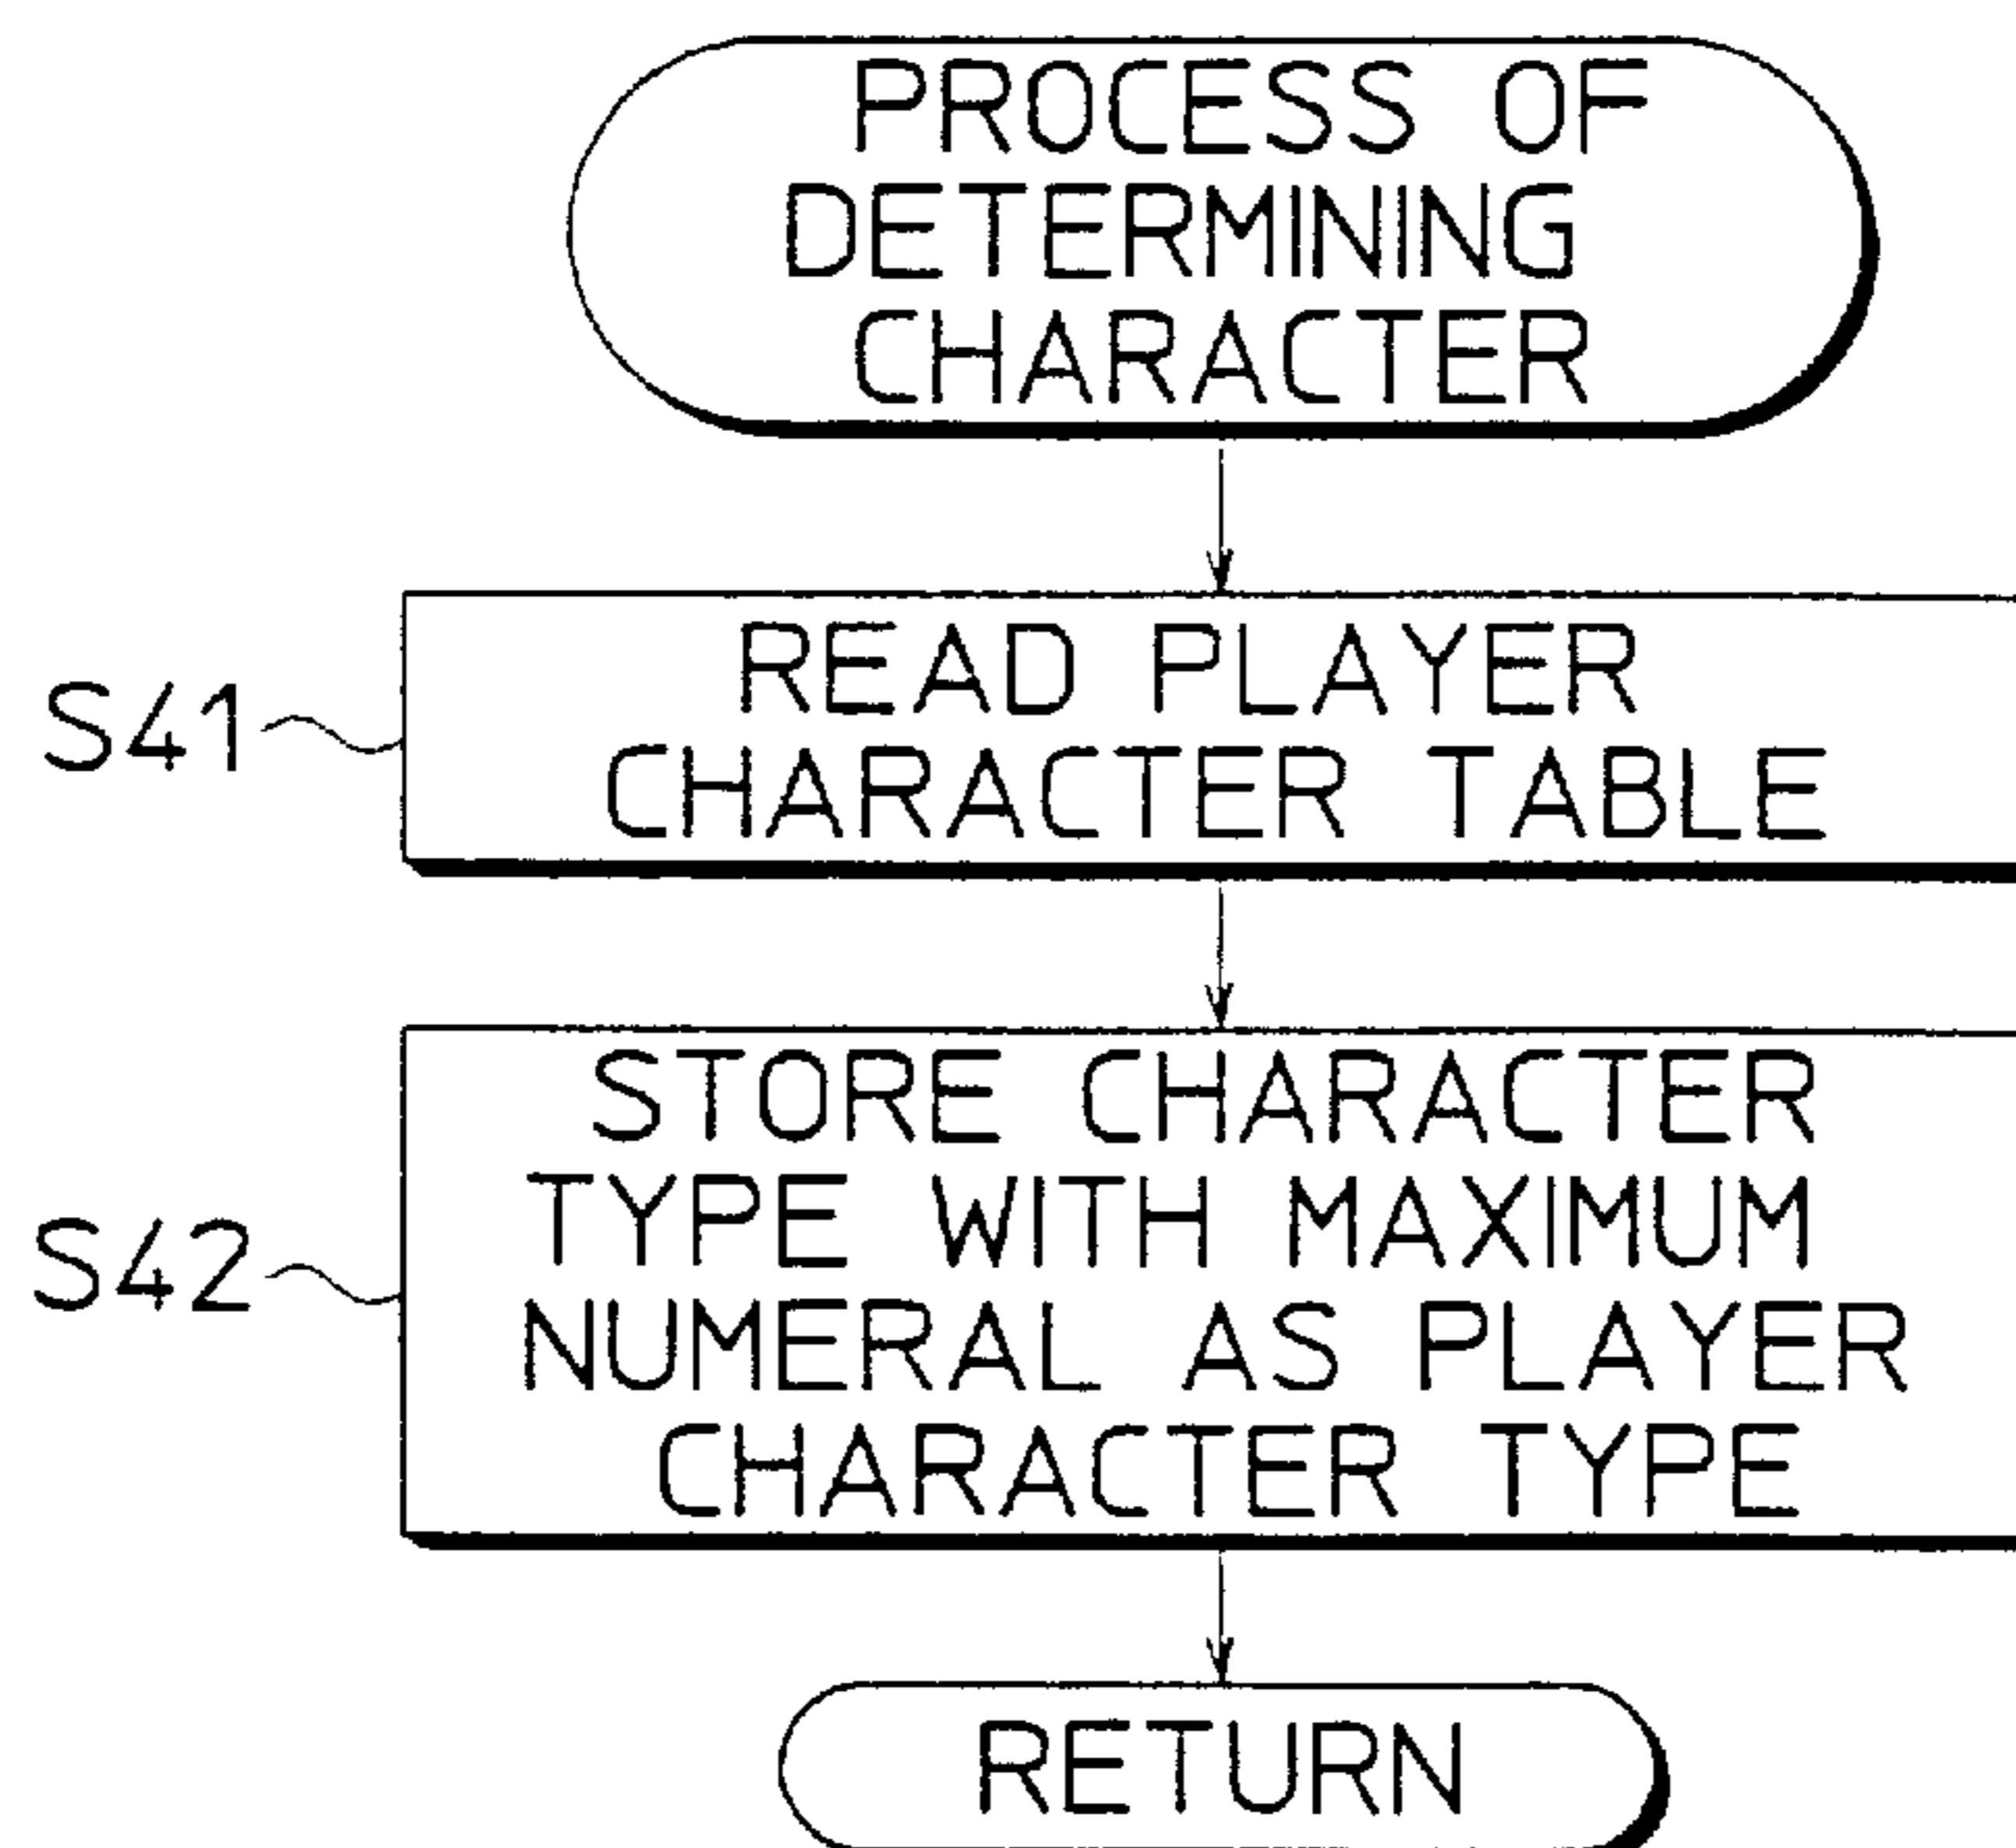 PROCESS OF
DETERMINING
CHARACTER
S41
READ PLAYER
CHARACTER TABLE
S42
STORE CHARACTER
TYPE WITH MAXIMUM
NUMERAL AS PLAYER
CHARACTER TYPE
RETURN